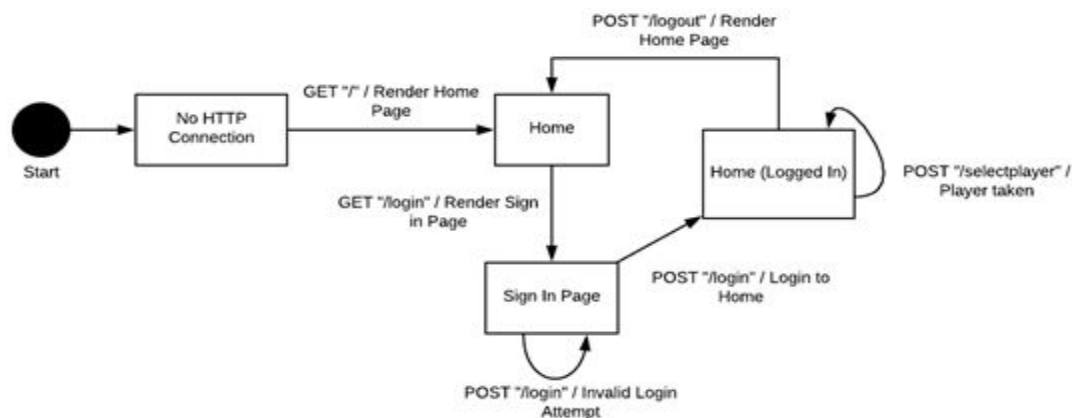 POST "/logout" / Render
Home Page
GET "/" / Render Home
Page
No HTTP
Connection
Home
Start
Home (Logged In)
POST "/selectplayer" /
Player taken
GET "/login" / Render Sign
in Page
POST "/login" / Login to
Home
Sign In Page
POST "/login" / Invalid Login
Attempt